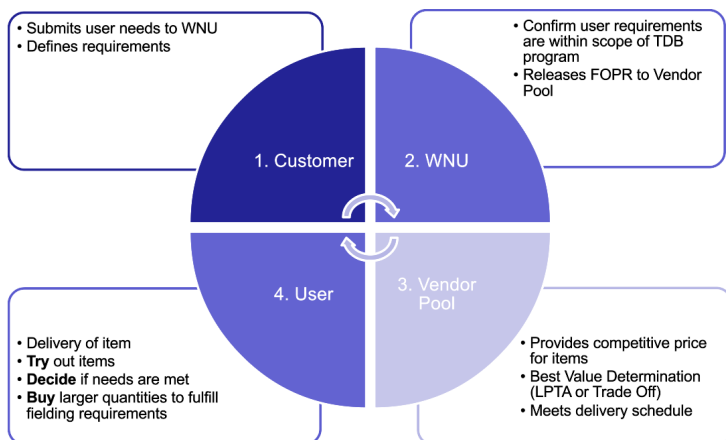 • Submits user needs to WNU
• Defines requirements
• Confirm user requirements
are within scope of TDB
program
• Releases FOPR to Vendor
Pool
1. Customer
2. WNU
4. User
3. Vendor
Pool
• Delivery of item
• Try out items
• Decide if needs are met
• Buy larger quantities to fulfill
fielding requirements
• Provides competitive price
for items
• Best Value Determination
(LPTA or Trade Off)
• Meets delivery schedule